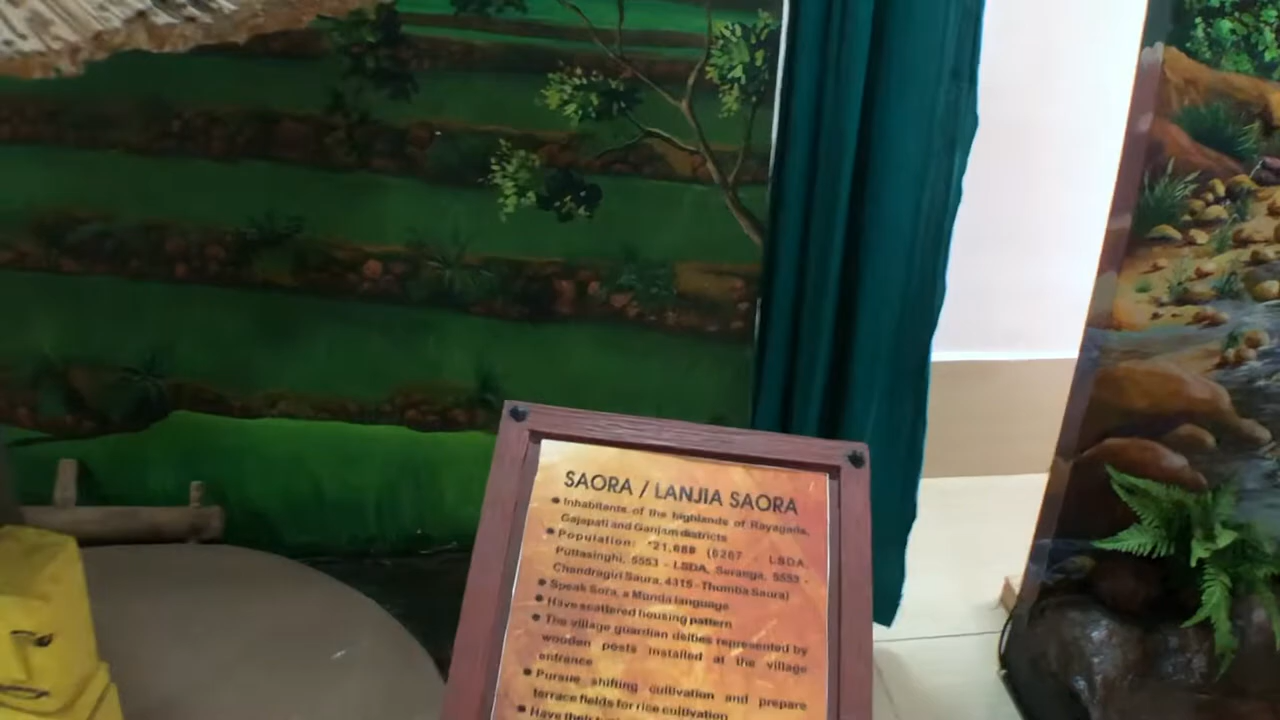 SAORA / LANJIA SAORA
● Inhabitants of the highlands of Rayagada,
Gajapati and Ganjam districts
● Population: *21,688 (6267 LSDA,
Puttasinghi, 5553 - LSDA, Seranga, 5553 -
Chandragiri Saura, 4315 - Thumba Saura)
● Speak Sora, a Munda language
● Have scattered housing pattern
● The village guardian deities represented by
wooden posts installed at the village
entrance
● Pursue shifting cultivation and prepare
terrace fields for rice cultivation
● Have their